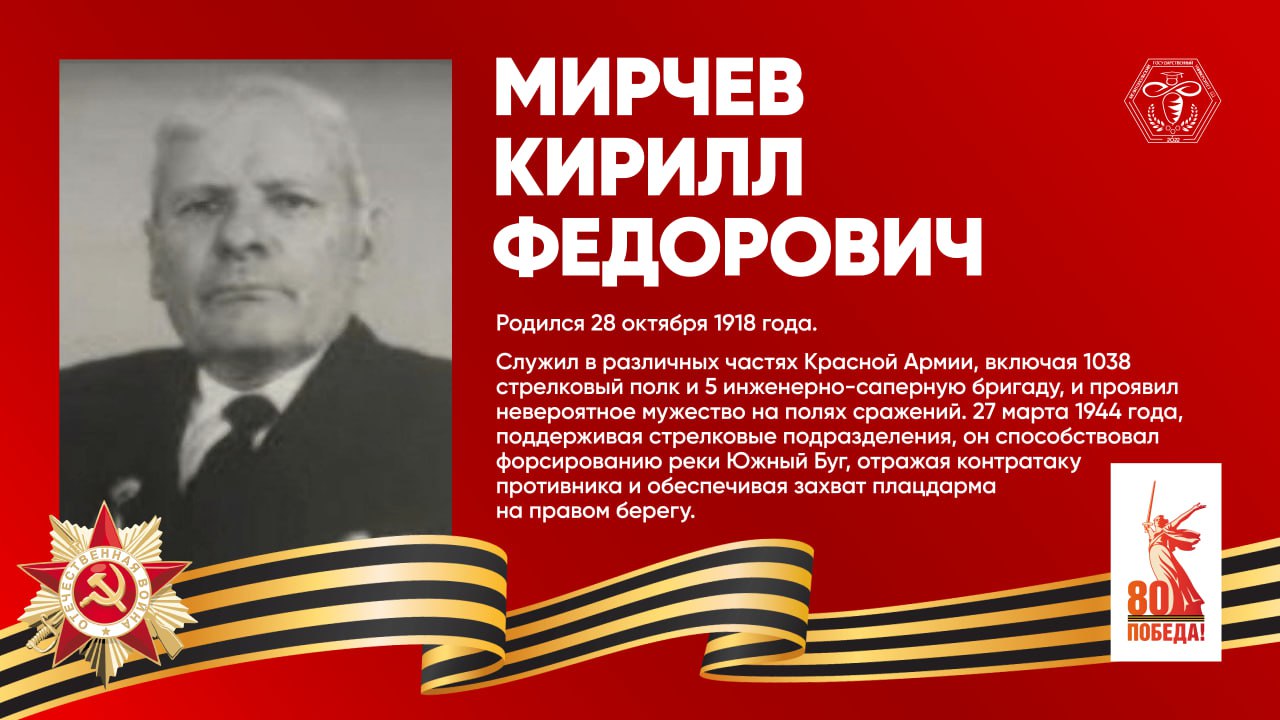 МИРЧЕВ
КИРИЛЛ
ФЕДОРОВИЧ
Родился 28 октября 1918 года.
Служил в различных частях Красной Армии, включая 1038
стрелковый полк и 5 инженерно-саперную бригаду, и проявил
невероятное мужество на полях сражений. 27 марта 1944 года,
поддерживая стрелковые подразделения, он способствовал
форсированию реки Южный Буг, отражая контратаку
противника и обеспечивая захват плацдарма
на правом берегу.
ОТЕЧЕСТВЕННАЯ ВОЙНА
80
ПОБЕДА!
ГОСУДАРСТВЕННЫЙ
2022